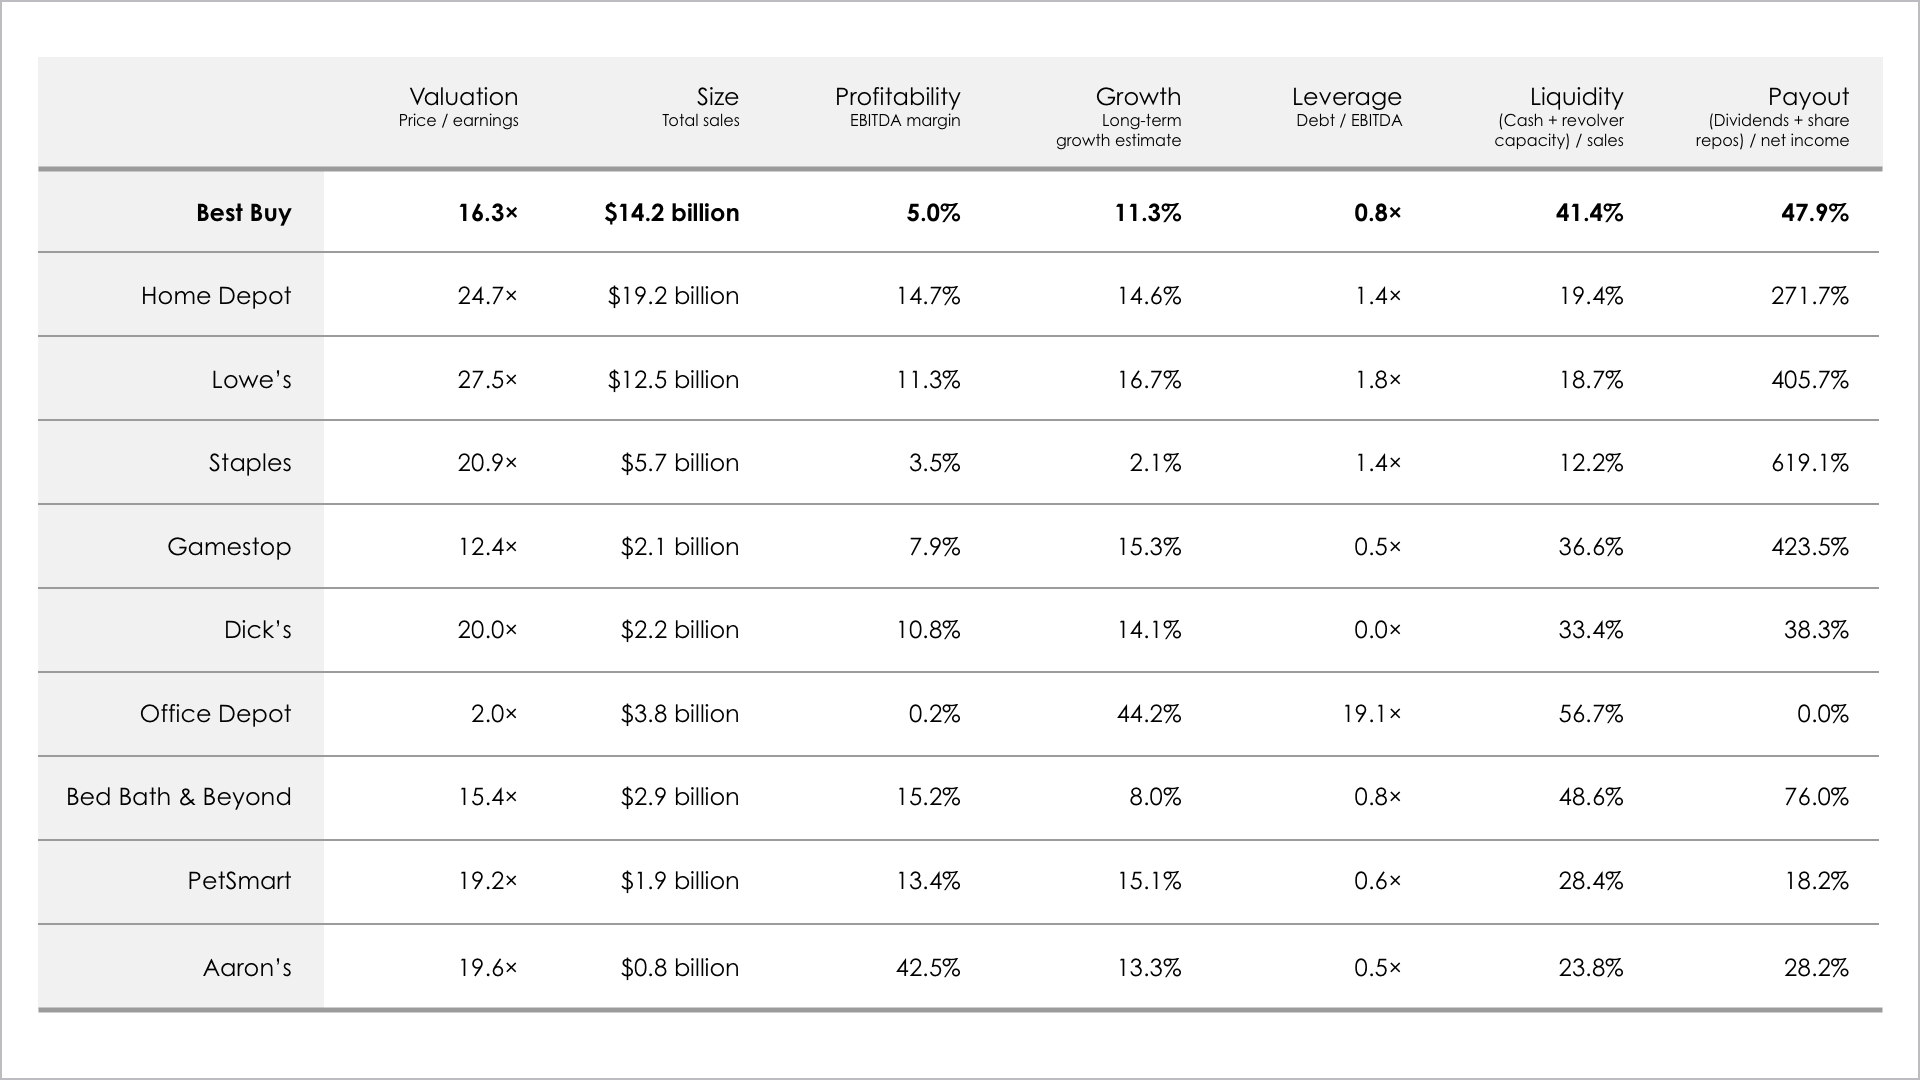 Valuation Size Profitability Growth Leverage Liquidity Payout
Price / earnings Total sales EBITDA margin Long-term Debt / EBITDA (Cash + revolver (Dividends + share
growth estimate capacity) / sales repos) / net income
Best Buy 16.3× $14.2 billion 5.0% 11.3% 0.8× 41.4% 47.9%
Home Depot 24.7× $19.2 billion 14.7% 14.6% 1.4× 19.4% 271.7%
Lowe’s 27.5× $12.5 billion 11.3% 16.7% 1.8× 18.7% 405.7%
Staples 20.9× $5.7 billion 3.5% 2.1% 1.4× 12.2% 619.1%
Gamestop 12.4× $2.1 billion 7.9% 15.3% 0.5× 36.6% 423.5%
Dick’s 20.0× $2.2 billion 10.8% 14.1% 0.0× 33.4% 38.3%
Office Depot 2.0× $3.8 billion 0.2% 44.2% 19.1× 56.7% 0.0%
Bed Bath & Beyond 15.4× $2.9 billion 15.2% 8.0% 0.8× 48.6% 76.0%
PetSmart 19.2× $1.9 billion 13.4% 15.1% 0.6× 28.4% 18.2%
Aaron’s 19.6× $0.8 billion 42.5% 13.3% 0.5× 23.8% 28.2%